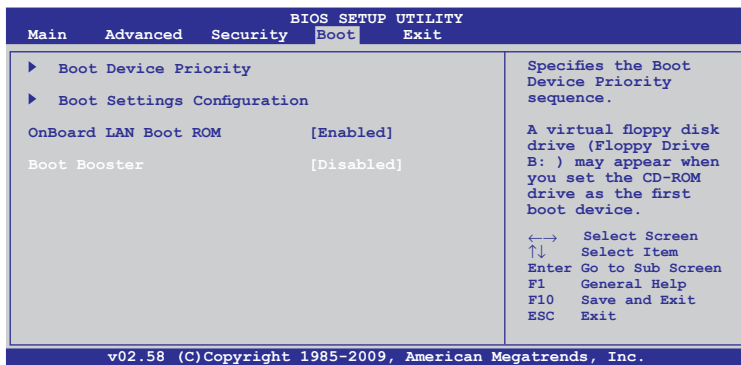 BIOS SETUP UTILITY
Main Advanced Security Boot Exit
Boot Device Priority
Boot Settings Configuration
OnBoard LAN Boot ROM [Enabled]
Boot Booster [Disabled]
Specifies the Boot
Device Priority
sequence.
A virtual floppy disk
drive (Floppy Drive
B: ) may appear when
you set the CD-ROM
drive as the first
boot device.
←→ Select Screen
↑↓ Select Item
Enter Go to Sub Screen
F1 General Help
F10 Save and Exit
ESC Exit
v02.58 (C)Copyright 1985-2009, American Megatrends, Inc.